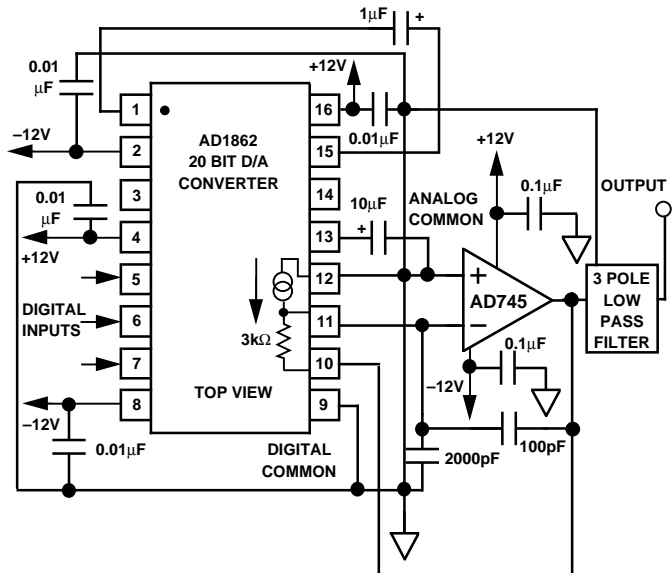 1µF
+
0.01
µF
+12V
1
16
0.01µF
–12V
2
15
AD1862
20 BIT D/A
CONVERTER
+12V
0.1µF
OUTPUT
0.01
µF
3
14
ANALOG
COMMON
10µF
+
4
13
+12V
5
12
+
AD745
3 POLE
LOW
PASS
FILTER
DIGITAL
INPUTS
6
11
–
3kΩ
7
10
0.1µF
–12V
TOP VIEW
–12V
8
9
0.01µF
DIGITAL
COMMON
2000pF
100pF